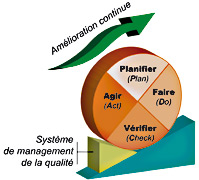 Amélioration continue
Planifier
(Plan)
Agir
(Act)
Faire
(Do)
Vérifier
(Check)
Système
de management
de la qualité